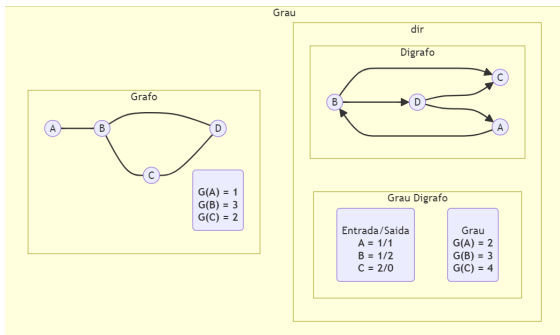 Grau
dir
Digrafo
C
B
D
A
Grafo
A
B
D
C
G(A) = 1
G(B) = 3
G(C) = 2
Grau Digrafo
Entrada/Saída
A = 1/1
B = 1/2
C = 2/0
Grau
G(A) = 2
G(B) = 3
G(C) = 4